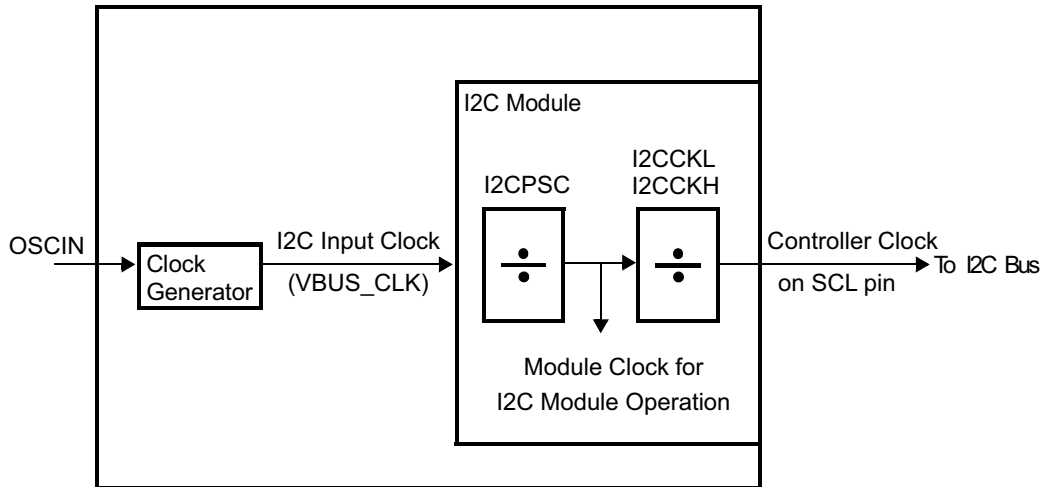 I2C Module
I2CPSC
I2CCKL
I2CCKH
OSCIN
Clock
Generator
I2C Input Clock
(VBUS_CLK)
Controller Clock
on SCL pin
To I2C Bus
Module Clock for
I2C Module Operation